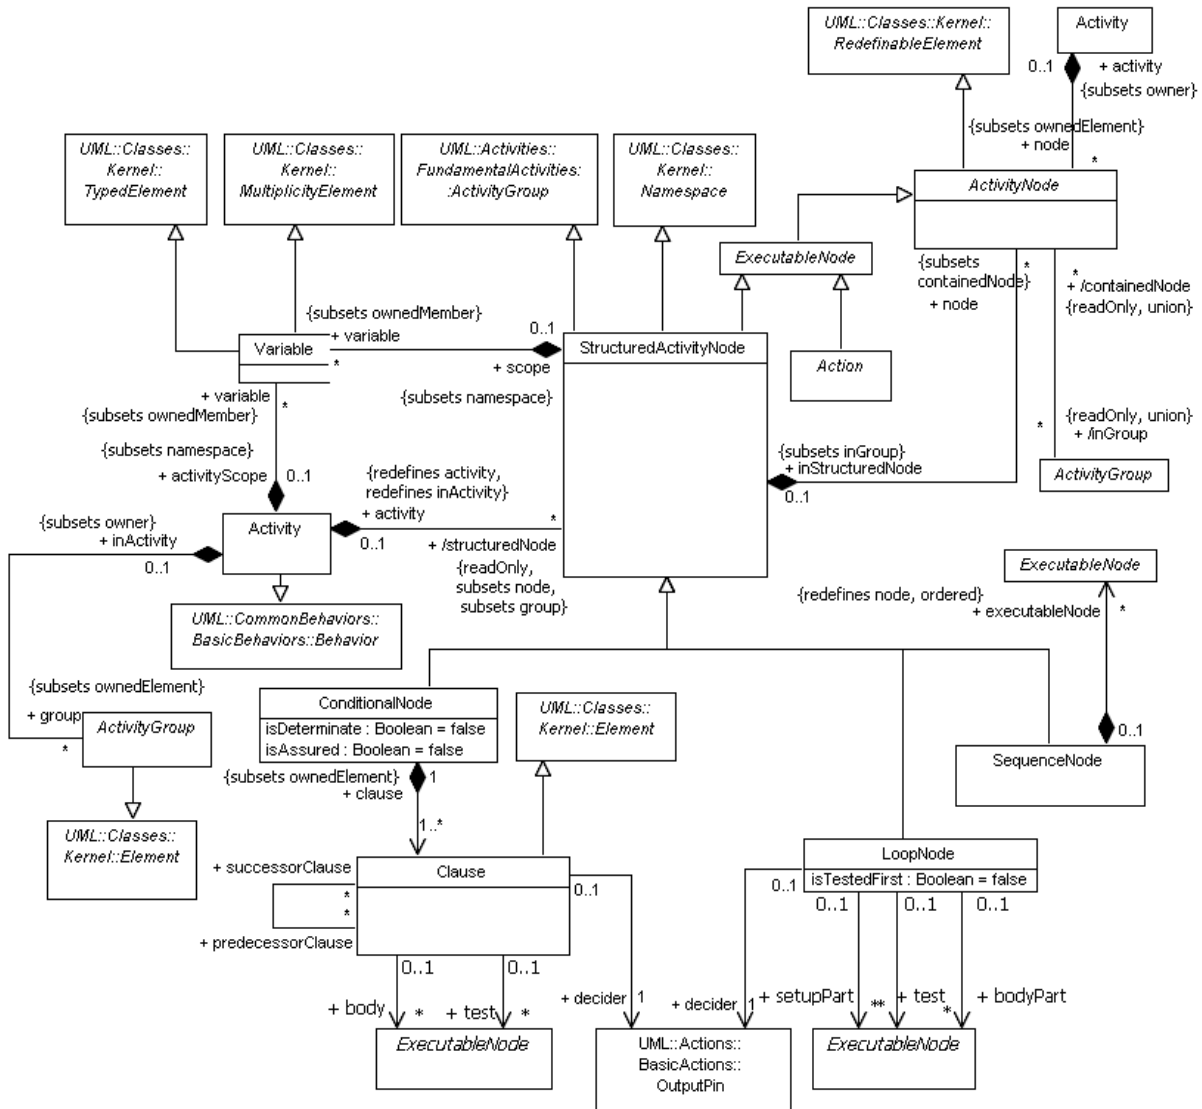 UML::Classes::Kernel::
RedefinableElement
Activity
0..1
+ activity
{subsets owner}
{subsets ownedElement}
+ node
*
UML::Classes::
Kernel::
TypedElement
UML::Classes::
Kernel::
MultiplicityElement
UML::Activities::
FundamentalActivities:
:ActivityGroup
UML::Classes::
Kernel::
Namespace
ActivityNode
ExecutableNode
{subsets
containedNode}
+ node
*
*
+ /containedNode
{readOnly, union}
{subsets ownedMember}
+ variable
0..1
Variable
*
StructuredActivityNode
+ scope
Action
+ variable
*
{subsets ownedMember}
{subsets namespace}
{subsets namespace}
+ activityScope
0..1
*
{readOnly, union}
+ /inGroup
{subsets inGroup}
+ inStructuredNode
0..1
ActivityGroup
{redefines activity,
redefines inActivity}
+ activity
*
{subsets owner}
+ inActivity
0..1
Activity
0..1
+ /structuredNode
{readOnly,
subsets node,
subsets group}
ExecutableNode
{redefines node, ordered}
+ executableNode
*
UML::CommonBehaviors::
BasicBehaviors::Behavior
{subsets ownedElement}
+ group
*
ActivityGroup
ConditionalNode
isDeterminate : Boolean = false
isAssured : Boolean = false
UML::Classes::
Kernel::Element
0..1
SequenceNode
{subsets ownedElement}
1
+ clause
1..*
UML::Classes::
Kernel::Element
LoopNode
isTestedFirst : Boolean = false
+ successorClause
Clause
*
*
+ predecessorClause
0..1
0..1
0..1
0..1
0..1
0..1
0..1
+ body
*
+ test
*
+ decider
1
+ decider
1
+ setupPart
*
*
+ test
*
+ bodyPart
ExecutableNode
UML::Actions::
BasicActions::
OutputPin
ExecutableNode